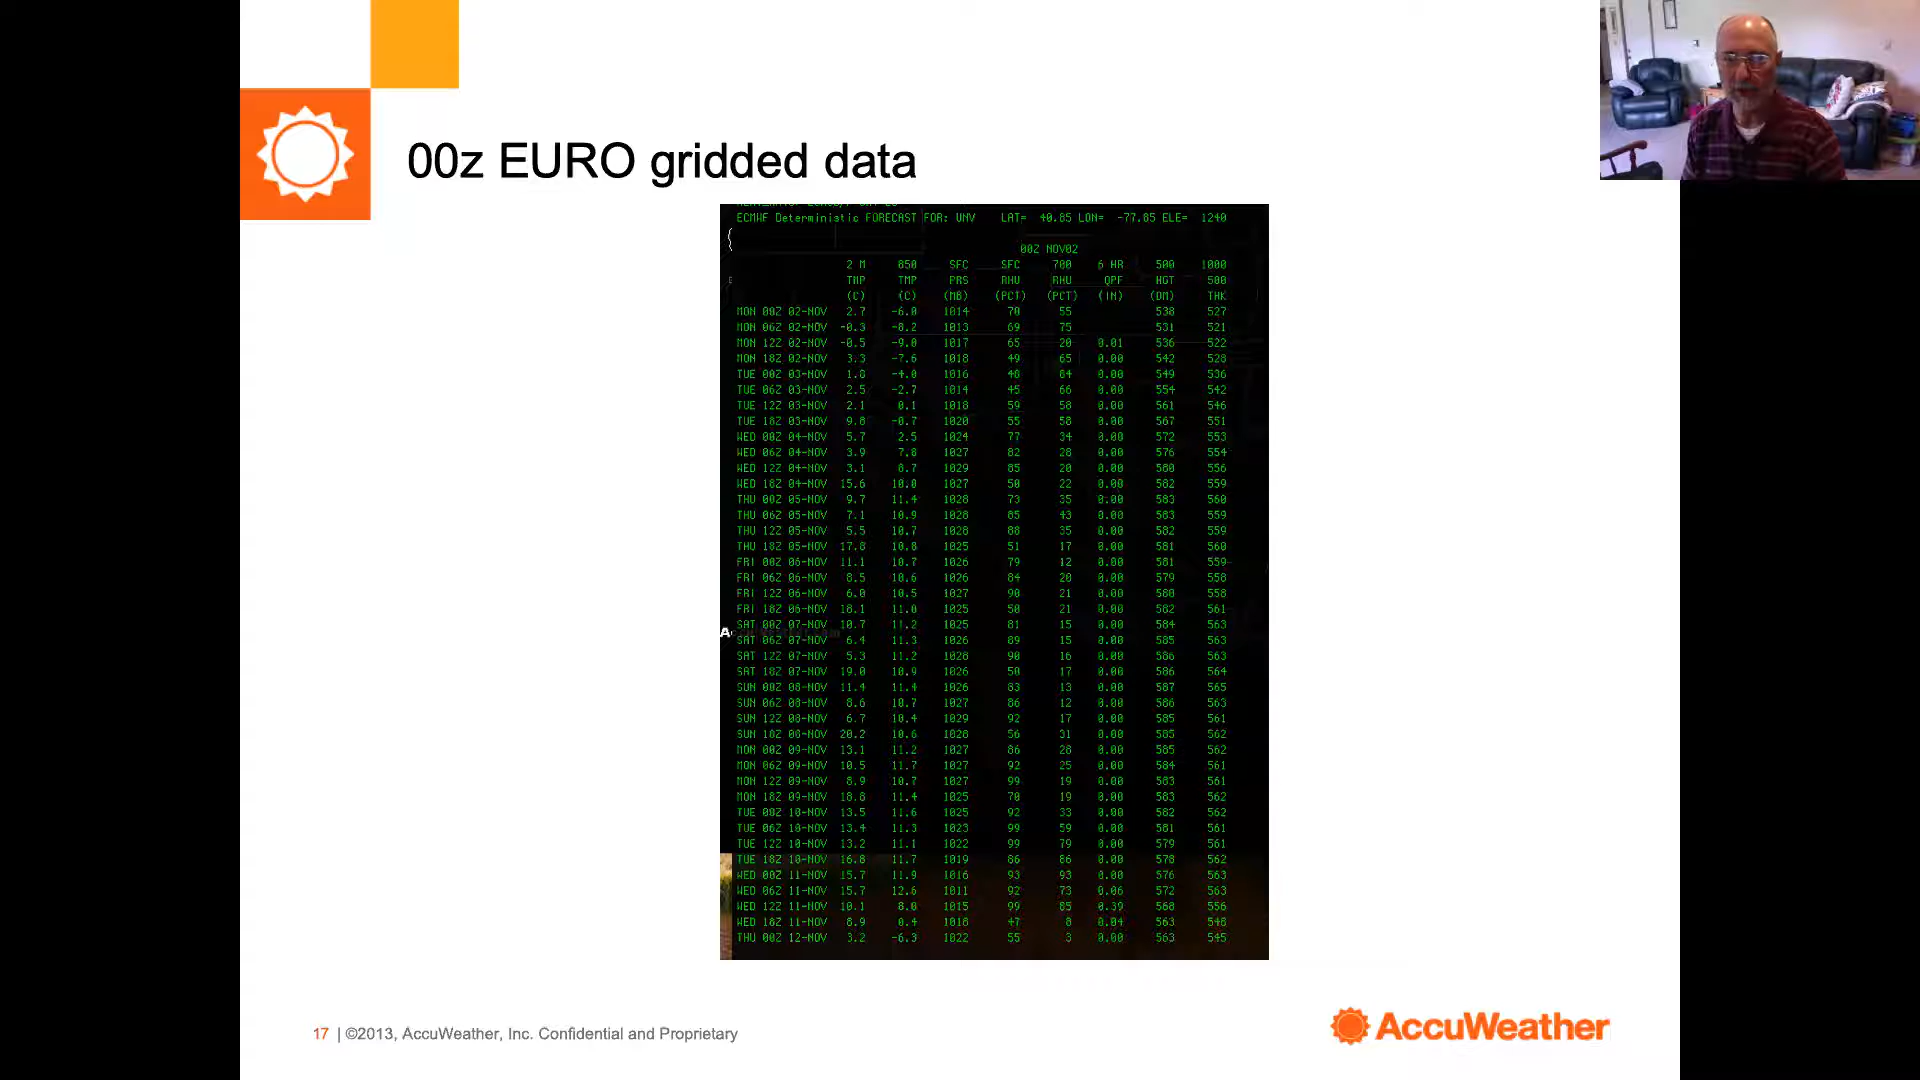 00z EURO gridded data
ECMWF Deterministic FORECAST FOR: UNV LAT= 40.85 LON= -77.85 ELE= 1240
00Z NOV02
2 M 850 SFC SFC 700 6 HR 500 1000
TMP TMP PRS RHU RHU QPF HGT 500
(C) (C) (MB) (PCT) (PCT) (IN) (DM) THK
MON 00Z 02-NOV 2.7 -6.0 1014 70 55 538 527
MON 06Z 02-NOV -0.3 -8.2 1013 69 75 531 521
MON 12Z 02-NOV -0.5 -9.0 1017 65 20 0.01 536 522
MON 18Z 02-NOV 3.3 -7.6 1018 49 65 0.00 542 528
TUE 00Z 03-NOV 1.8 -4.0 1016 48 84 0.00 549 536
TUE 06Z 03-NOV 2.5 -2.7 1014 45 66 0.00 554 542
TUE 12Z 03-NOV 2.1 0.1 1018 59 58 0.00 561 546
TUE 18Z 03-NOV 9.8 -0.7 1020 55 58 0.00 567 551
WED 00Z 04-NOV 5.7 2.5 1024 77 34 0.00 572 553
WED 06Z 04-NOV 3.9 7.8 1027 82 28 0.00 576 554
WED 12Z 04-NOV 3.1 8.7 1029 85 20 0.00 580 556
WED 18Z 04-NOV 15.6 10.0 1027 50 22 0.00 582 559
THU 00Z 05-NOV 9.7 11.4 1028 73 35 0.00 583 560
THU 06Z 05-NOV 7.1 10.9 1028 85 43 0.00 583 559
THU 12Z 05-NOV 5.5 10.7 1028 88 35 0.00 582 559
THU 18Z 05-NOV 17.8 10.8 1025 51 17 0.00 581 560
FRI 00Z 06-NOV 11.1 10.7 1026 79 12 0.00 581 559
FRI 06Z 06-NOV 8.5 10.6 1026 84 20 0.00 579 558
FRI 12Z 06-NOV 6.0 10.5 1027 90 21 0.00 580 558
FRI 18Z 06-NOV 18.1 11.0 1025 50 21 0.00 582 561
SAT 00Z 07-NOV 10.7 11.2 1025 81 15 0.00 584 563
SAT 06Z 07-NOV 6.4 11.3 1026 89 15 0.00 585 563
SAT 12Z 07-NOV 5.3 11.2 1028 90 16 0.00 586 563
SAT 18Z 07-NOV 19.0 10.9 1026 50 17 0.00 586 564
SUN 00Z 08-NOV 11.4 11.4 1026 83 13 0.00 587 565
SUN 06Z 08-NOV 8.6 10.7 1027 86 12 0.00 586 563
SUN 12Z 08-NOV 6.7 10.4 1029 92 17 0.00 585 561
SUN 18Z 08-NOV 20.2 10.6 1028 56 31 0.00 585 562
MON 00Z 09-NOV 13.1 11.2 1027 86 28 0.00 585 562
MON 06Z 09-NOV 10.5 11.7 1027 92 25 0.00 584 561
MON 12Z 09-NOV 8.9 10.7 1027 99 19 0.00 583 561
MON 18Z 09-NOV 18.8 11.4 1025 70 19 0.00 583 562
TUE 00Z 10-NOV 13.5 11.6 1025 92 33 0.00 582 562
TUE 06Z 10-NOV 13.4 11.3 1023 99 59 0.00 581 561
TUE 12Z 10-NOV 13.2 11.1 1022 99 79 0.00 579 561
TUE 18Z 10-NOV 16.8 11.7 1019 86 86 0.00 578 562
WED 00Z 11-NOV 15.7 11.9 1016 93 93 0.00 576 563
WED 06Z 11-NOV 15.7 12.6 1011 92 73 0.06 572 563
WED 12Z 11-NOV 10.1 8.0 1015 99 85 0.39 568 556
WED 18Z 11-NOV 8.9 0.4 1018 47 8 0.04 563 548
THU 00Z 12-NOV 3.2 -6.3 1022 55 3 0.00 563 545
17 | ©2013, AccuWeather, Inc. Confidential and Proprietary
AccuWeather